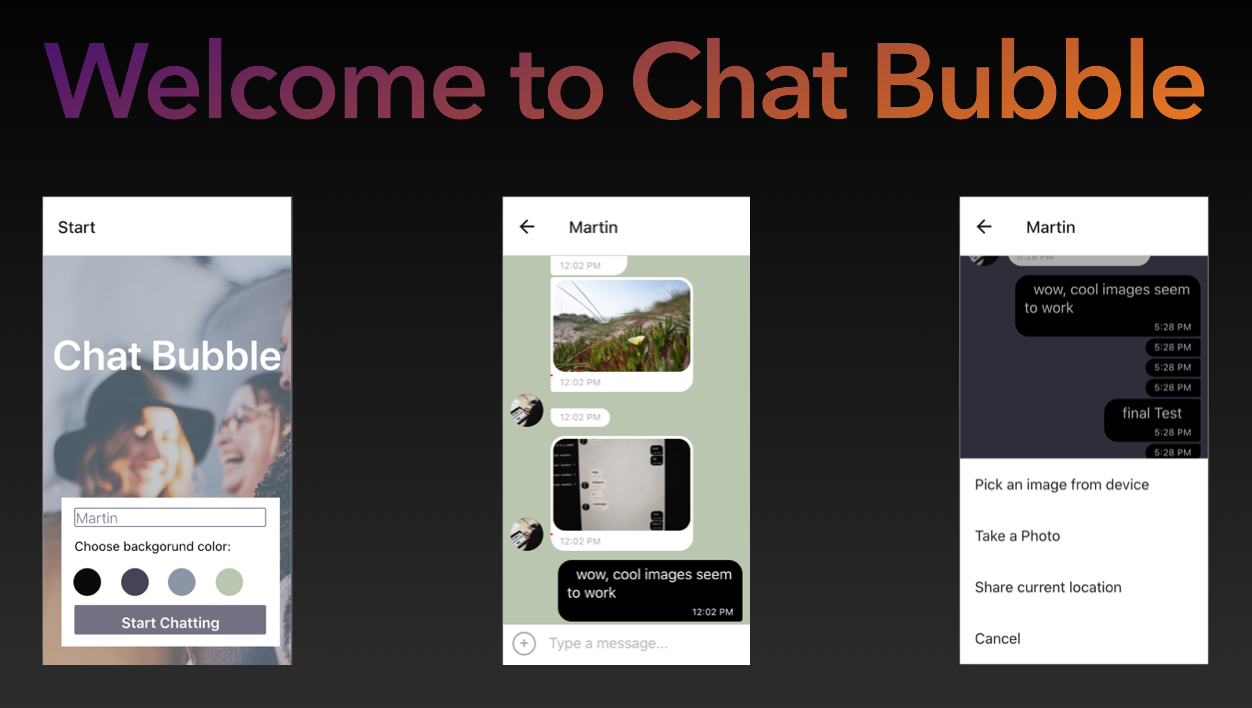 Welcome to Chat Bubble
Start
Chat Bubble
Martin
Choose backgorund color:
Start Chatting
Martin
12:02 PM
12:02 PM
12:02 PM
12:02 PM
wow, cool images seem
to work
12:02 PM
Type a message...
Martin
5:28 PM
wow, cool images seem
to work
5:28 PM
5:28 PM
5:28 PM
5:28 PM
final Test
5:28 PM
5:28 PM
Pick an image from device
Take a Photo
Share current location
Cancel